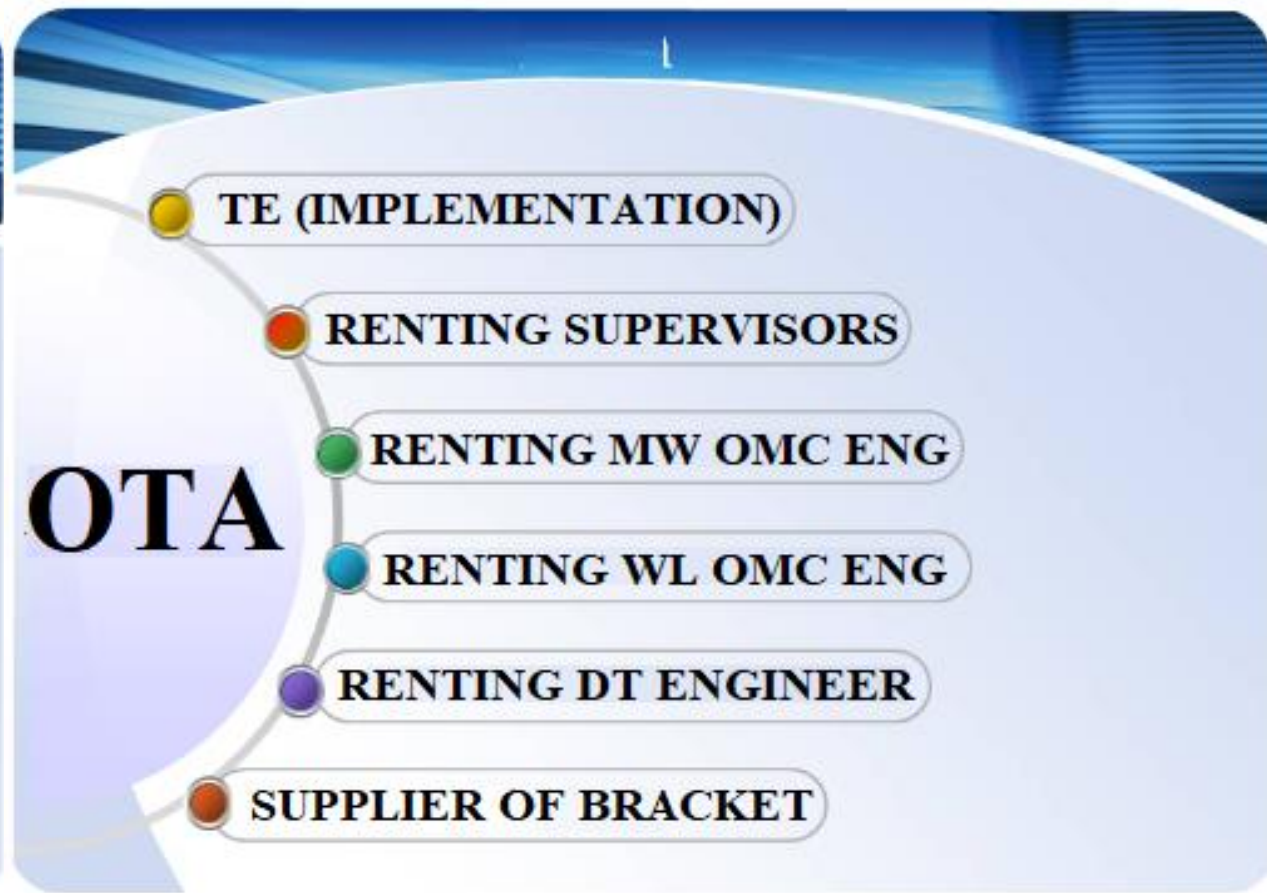 TE (IMPLEMENTATION)
RENTING SUPERVISORS
RENTING MW OMC ENG
OTA
RENTING WL OMC ENG
RENTING DT ENGINEER
SUPPLIER OF BRACKET